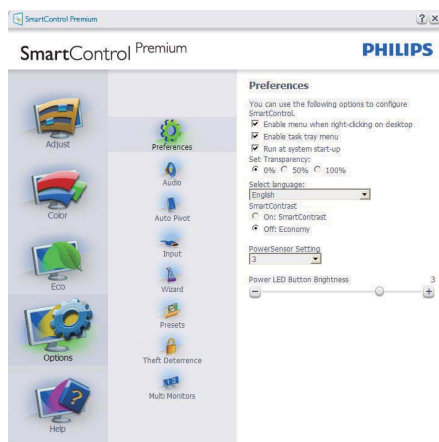 SmartControl Premium
SmartControl Premium
PHILIPS
Adjust
Color
Eco
Options
Help
Preferences
Audio
Auto Pivot
Input
Wizard
Presets
Theft Deterrence
Multi Monitors
Preferences
You can use the following options to configure
SmartControl.
Enable menu when right-clicking on desktop
Enable task tray menu
Run at system start-up
Set Transparency:
0% 50% 100%
Select language:
English
SmartContrast
On: SmartContrast
Off: Economy
PowerSensor Setting
3
Power LED Button Brightness 3